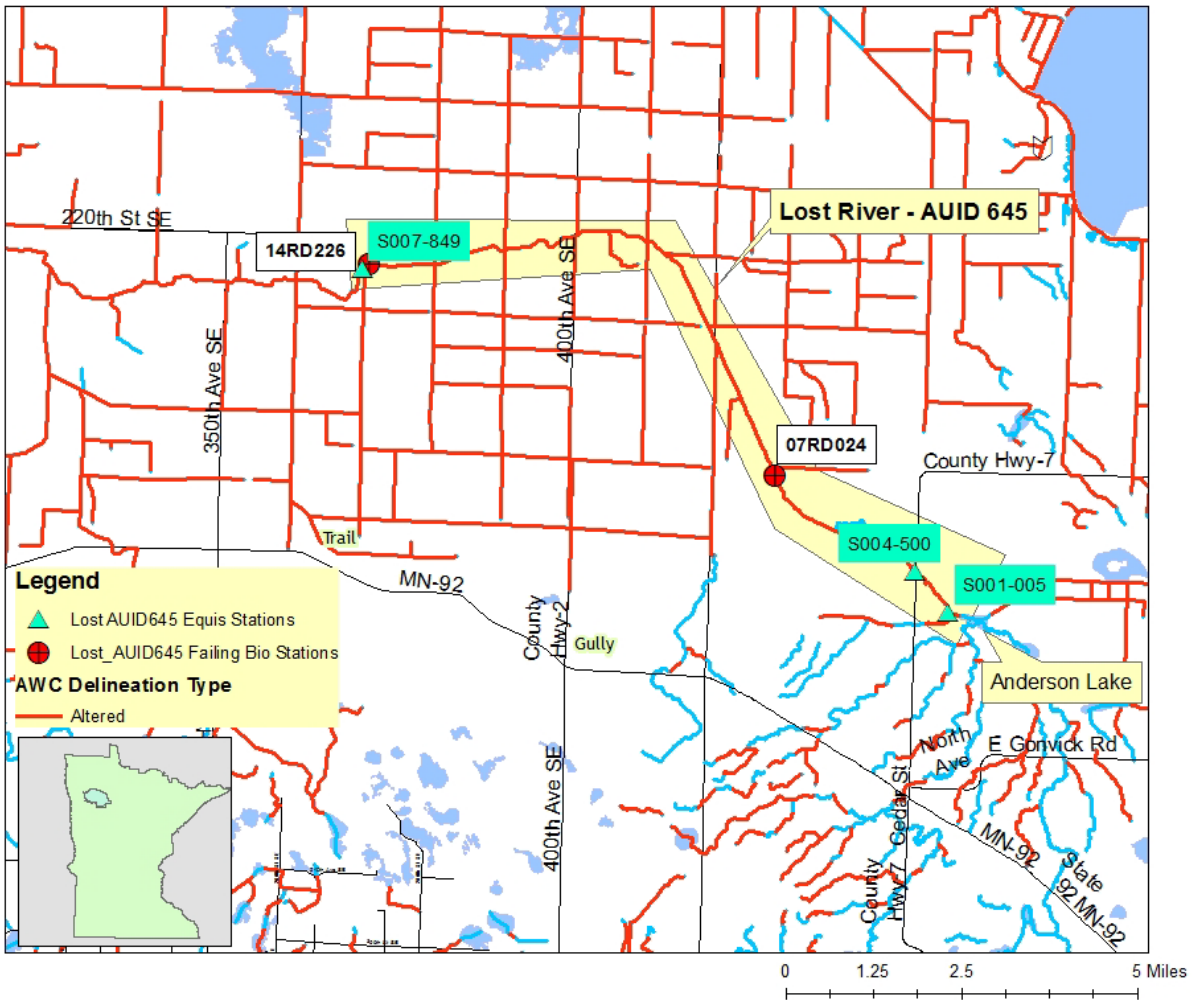 220th St SE
14RD226
S007-849
Lost River - AUID 645
400th Ave SE
350th Ave SE
07RD024
County Hwy-7
S004-500
S001-005
Trail
MN-92
County
Hwy-2
Gully
Anderson Lake
Legend
Lost AUID645 Equis Stations
Lost_AUID645 Failing Bio Stations
AWC Delineation Type
Altered
North
Ave
E Gonvick Rd
400th Ave SE
Cedar St
County
Hwy-7
MN-92
State
92 MN-92
0 1.25 2.5 5 Miles